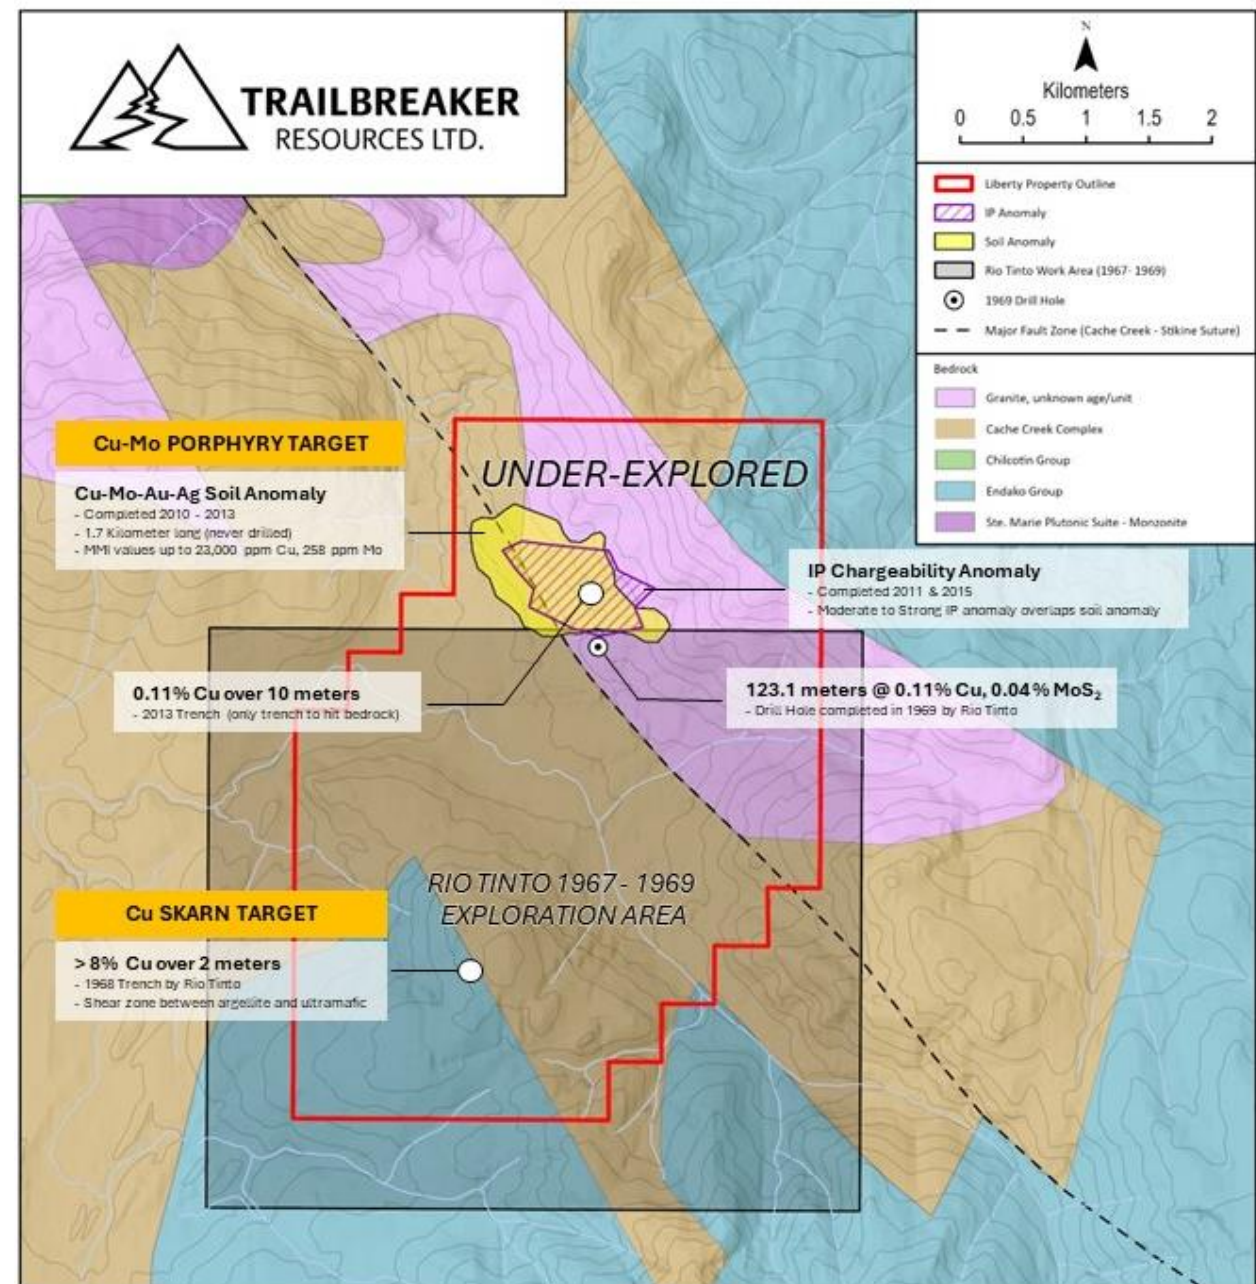 TRAILBREAKER
RESOURCES LTD.
N
Kilometers
0 0.5 1 1.5 2
Liberty Property Outline
IP Anomaly
Soil Anomaly
Rio Tinto Work Area (1967- 1969)
1969 Drill Hole
Major Fault Zone (Cache Creek - Stikine Suture)
Bedrock
Granite, unknown age/unit
Cache Creek Complex
Chilcotin Group
Endako Group
Ste. Marie Plutonic Suite - Monzonite
Cu-Mo PORPHYRY TARGET
Cu-Mo-Au-Ag Soil Anomaly
- Completed 2010 - 2013
- 1.7 Kilometer long (never drilled)
- MMI values up to 23,000 ppm Cu, 258 ppm Mo
UNDER-EXPLORED
IP Chargeability Anomaly
- Completed 2011 & 2015
- Moderate to Strong IP anomaly overlaps soil anomaly
0.11% Cu over 10 meters
- 2013 Trench (only trench to hit bedrock)
123.1 meters @ 0.11% Cu, 0.04% MoS₂
- Drill Hole completed in 1969 by Rio Tinto
RIO TINTO 1967 - 1969
EXPLORATION AREA
Cu SKARN TARGET
> 8% Cu over 2 meters
- 1968 Trench by Rio Tinto
- Shear zone between argellite and ultramafic